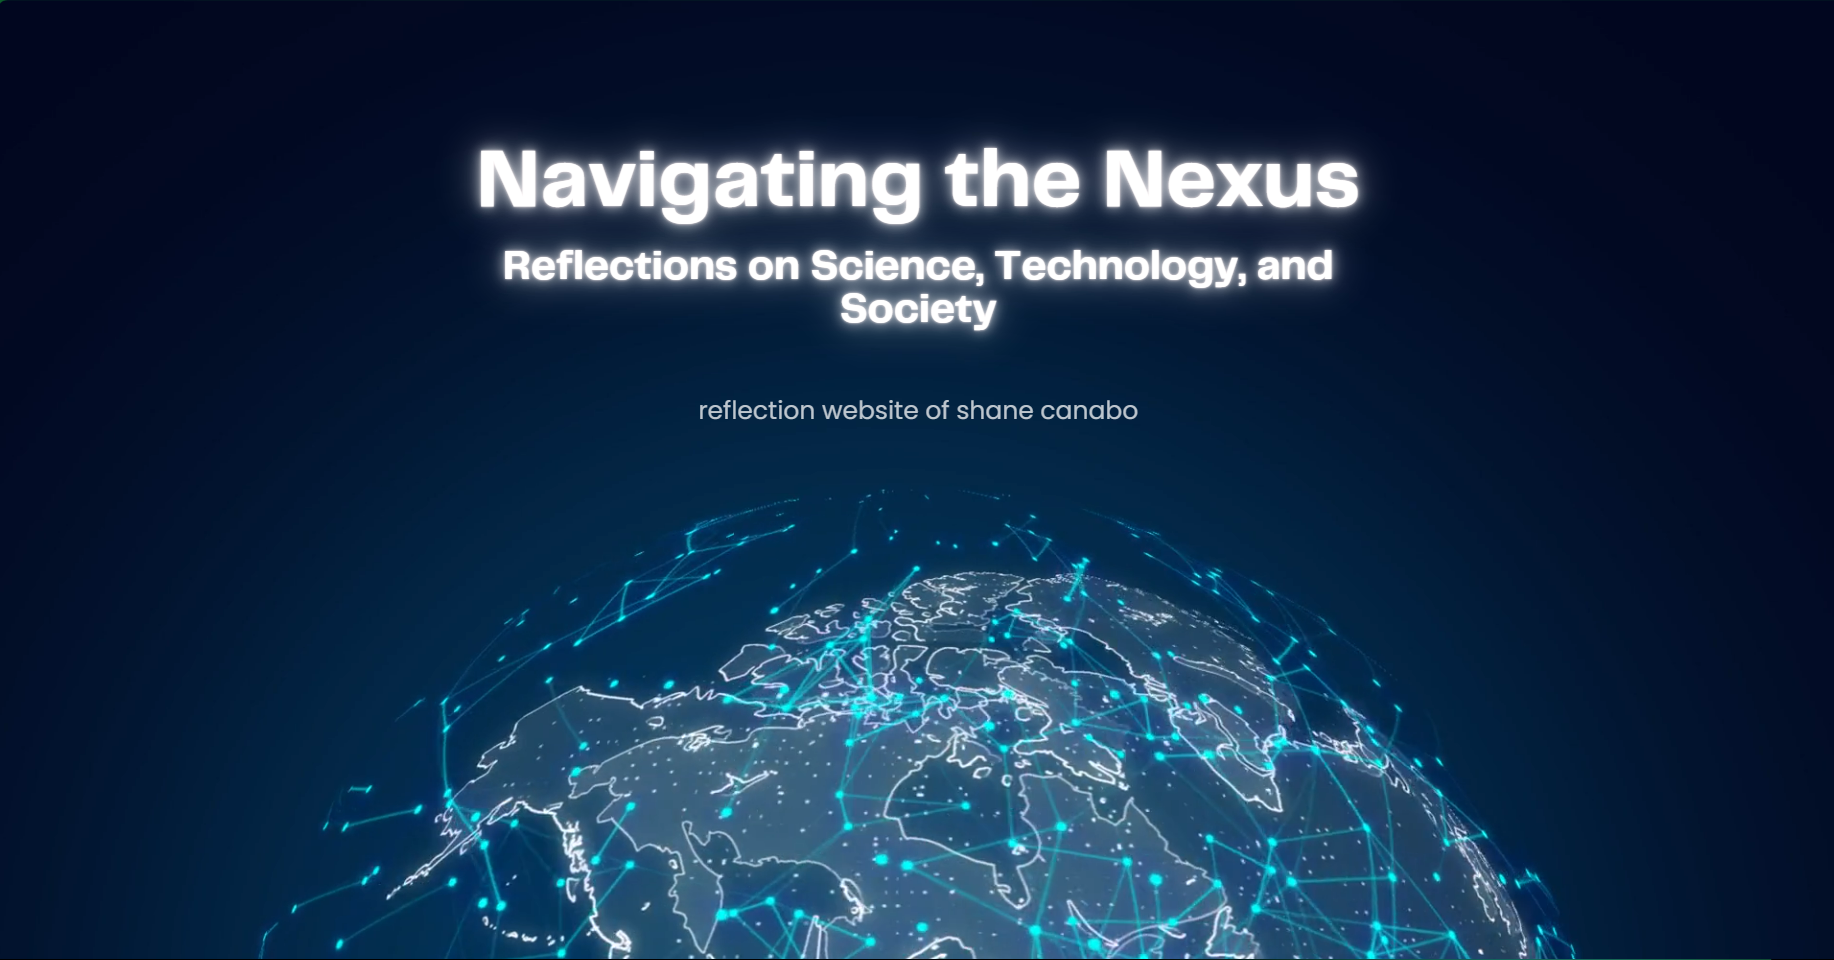 Navigating the Nexus
Reflections on Science, Technology, and
Society
reflection website of shane canabo